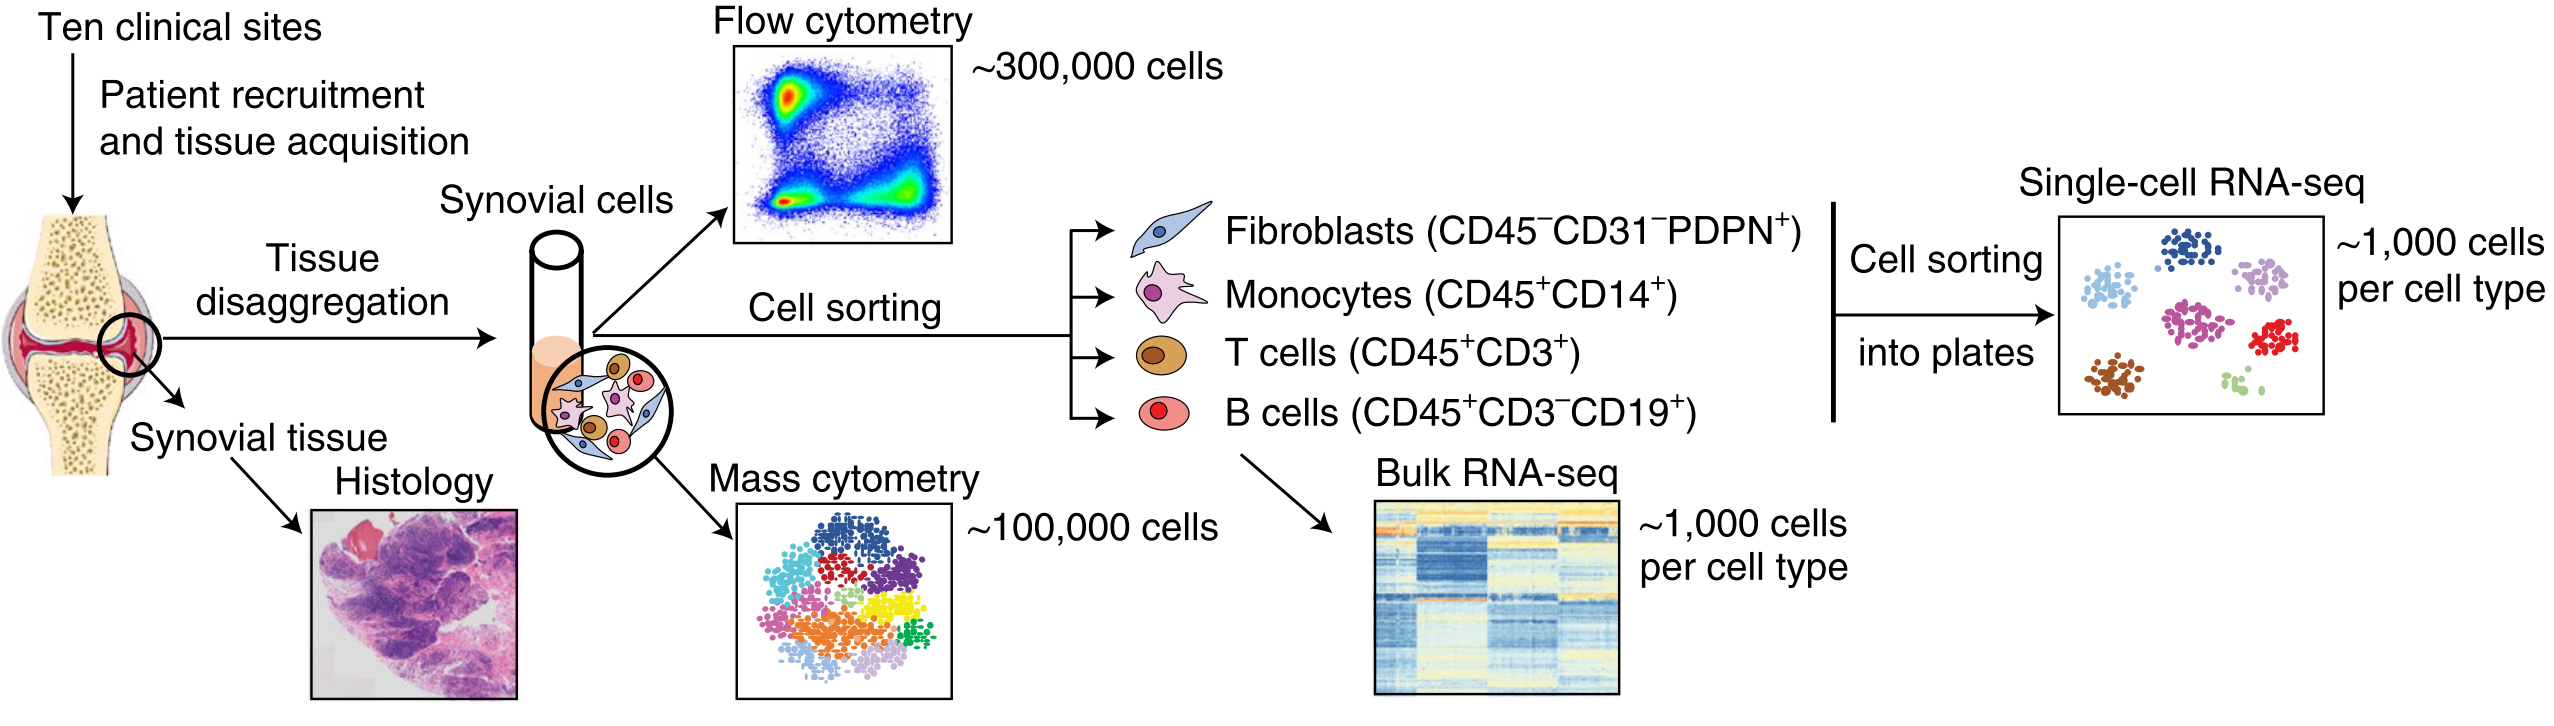 Ten clinical sites
Patient recruitment
and tissue acquisition
Tissue
disaggregation
Synovial tissue
Histology
Synovial cells
Flow cytometry
~300,000 cells
Cell sorting
Mass cytometry
~100,000 cells
Fibroblasts (CD45⁻CD31⁻PDPN⁺)
Monocytes (CD45⁺CD14⁺)
T cells (CD45⁺CD3⁺)
B cells (CD45⁺CD3⁻CD19⁺)
Bulk RNA-seq
~1,000 cells
per cell type
Cell sorting
into plates
Single-cell RNA-seq
~1,000 cells
per cell type